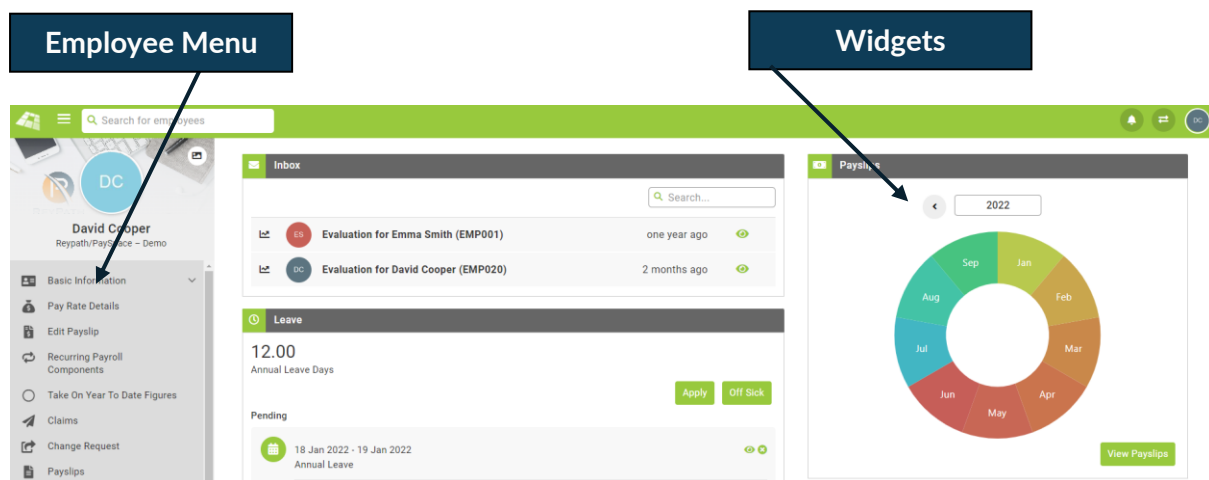 Employee Menu
Widgets
Search for employees
DC
DC
David Cooper
Reypath/PaySpace – Demo
Basic Information
Pay Rate Details
Edit Payslip
Recurring Payroll
Components
Take On Year To Date Figures
Claims
Change Request
Payslips
Inbox
Search...
ES Evaluation for Emma Smith (EMP001) one year ago
DC Evaluation for David Cooper (EMP020) 2 months ago
Leave
12.00
Annual Leave Days
Apply Off Sick
Pending
18 Jan 2022 - 19 Jan 2022
Annual Leave
Payslips
2022
Sep Jan
Aug Feb
Jul Mar
Jun Apr
May
View Payslips